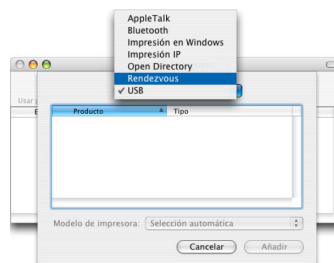 AppleTalk
Bluetooth
Impresión en Windows
Impresión IP
Open Directory
Rendezvous
✓ USB
Usar
E
Producto Tipo
Modelo de impresora: Selección automática
Cancelar Añadir